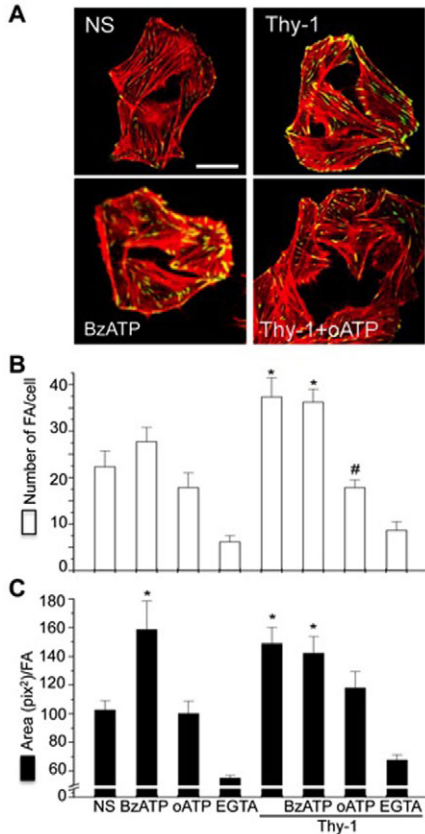 A
NS
Thy-1
BzATP
Thy-1+oATP
B
Number of FA/cell
40
30
20
10
0
*
*
#
C
Area (pix²)/FA
180
160
140
120
100
80
60
0
*
*
*
NS BzATP oATP EGTA BzATP oATP EGTA
Thy-1